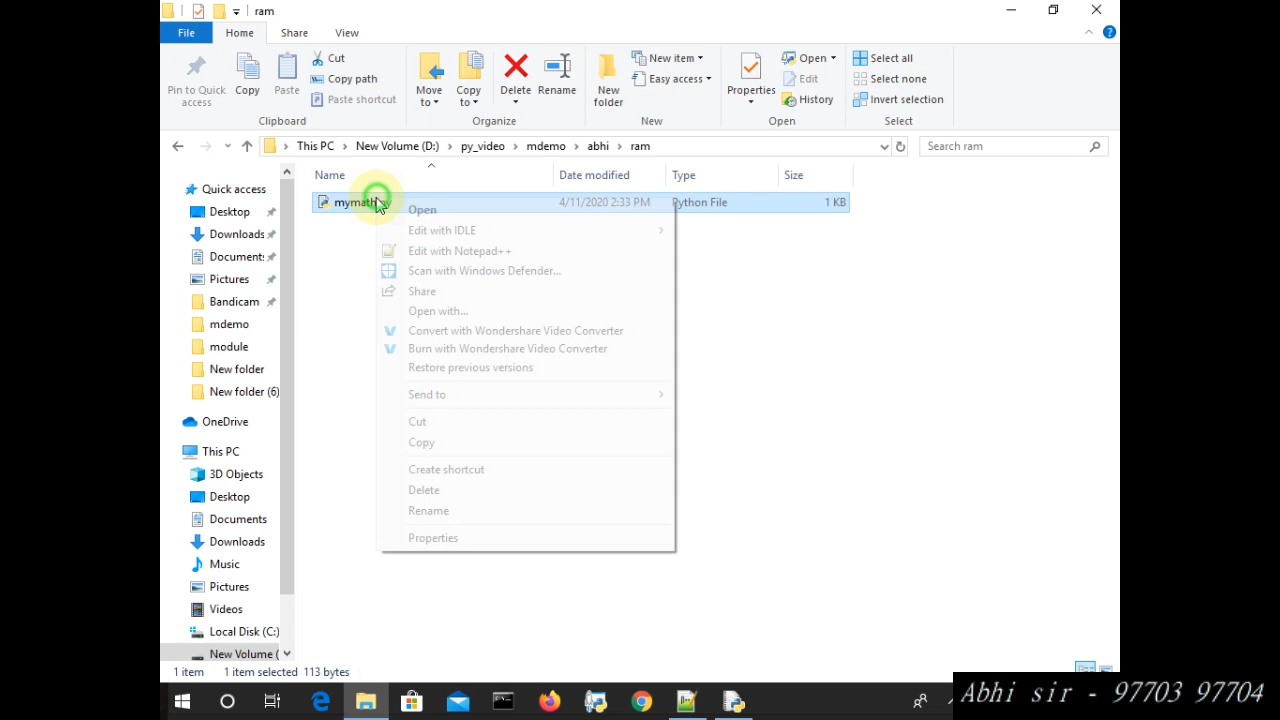 ram
File Home Share View
Pin to Quick access
Copy
Paste
Cut
Copy path
Paste shortcut
Clipboard
Move to
Copy to
Delete
Rename
Organize
New folder
New item
Easy access
New
Properties
Open
Edit
History
Open
Select all
Select none
Invert selection
Select
This PC New Volume (D:) py_video mdemo abhi ram
Search ram
Name Date modified Type Size
4/11/2020 2:33 PM Python File 1 KB
Quick access
Desktop
Downloads
Document
Pictures
Bandicam
mdemo
module
New folder
New folder (6)
OneDrive
This PC
3D Objects
Desktop
Documents
Downloads
Music
Pictures
Videos
Local Disk (C:)
New Volume (
Open
Edit with IDLE
Edit with Notepad++
Scan with Windows Defender...
Share
Open with...
Convert with Wondershare Video Converter
Burn with Wondershare Video Converter
Restore previous versions
Send to
Cut
Copy
Create shortcut
Delete
Rename
Properties
1 item 1 item selected 113 bytes
Abhi sir - 97703 97704